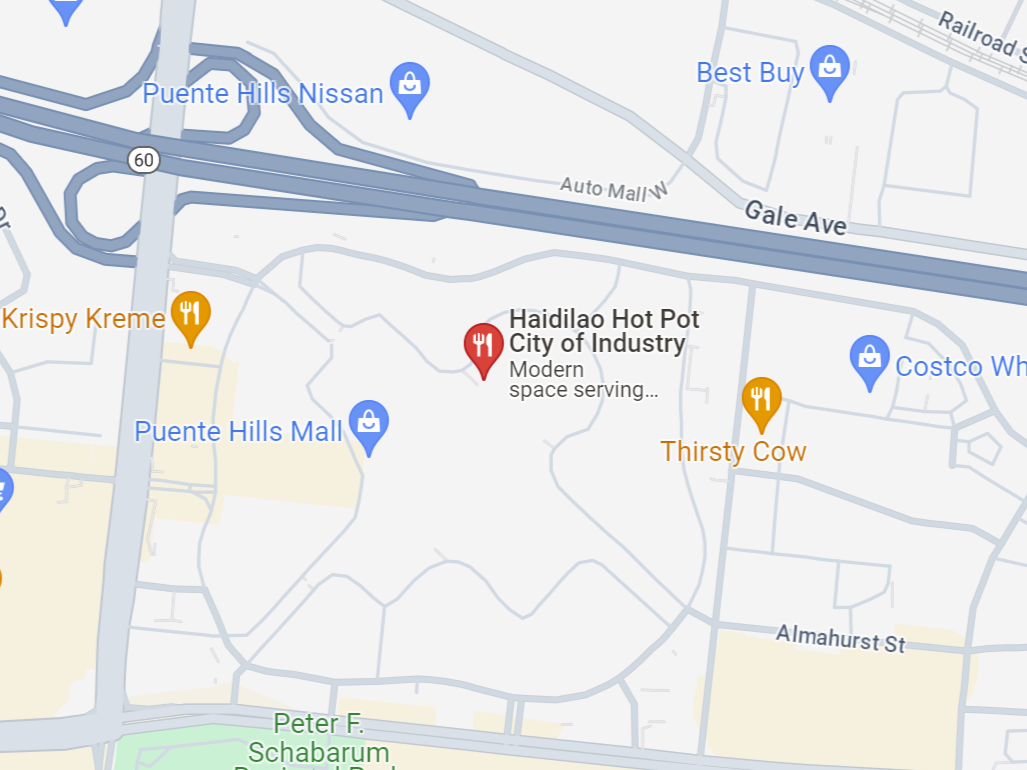 Railroad S
Best Buy
Puente Hills Nissan
60
Auto Mall W
Gale Ave
Dr
Krispy Kreme
Haidilao Hot Pot
City of Industry
Modern
space serving...
Costco Wh
Puente Hills Mall
Thirsty Cow
Almahurst St
Peter F.
Schabarum